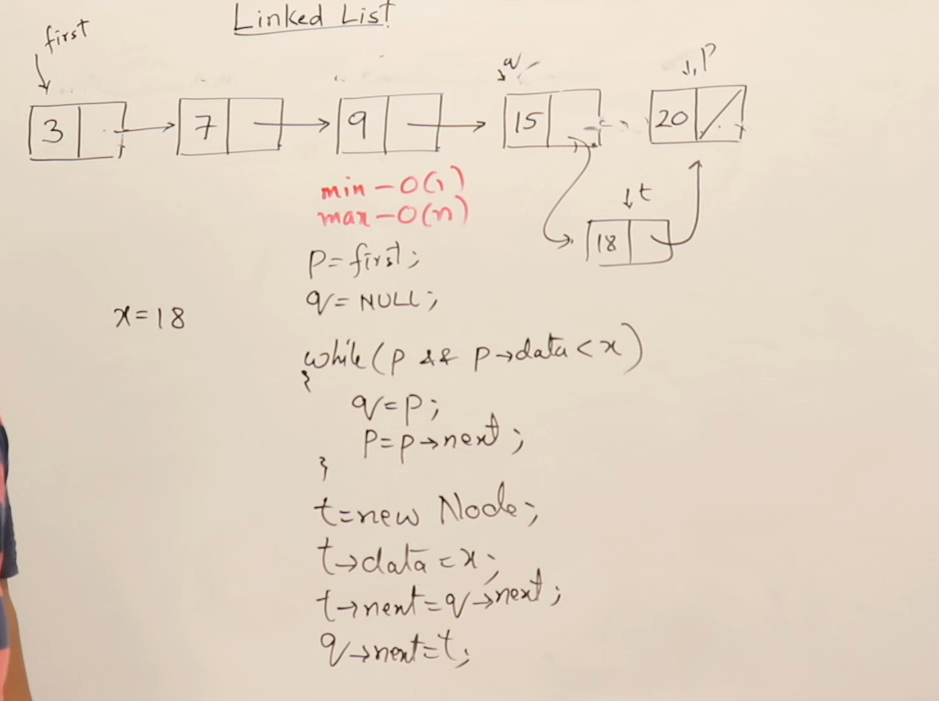 Linked List
first
q p
3 7 9 15 20
t
18
min - O(1)
max - O(n)
p = first;
q = NULL;
x = 18
while ( p && p→data < x )
{
q = p;
p = p→next;
}
t = new Node;
t→data = x;
t→next = q→next;
q→next = t;